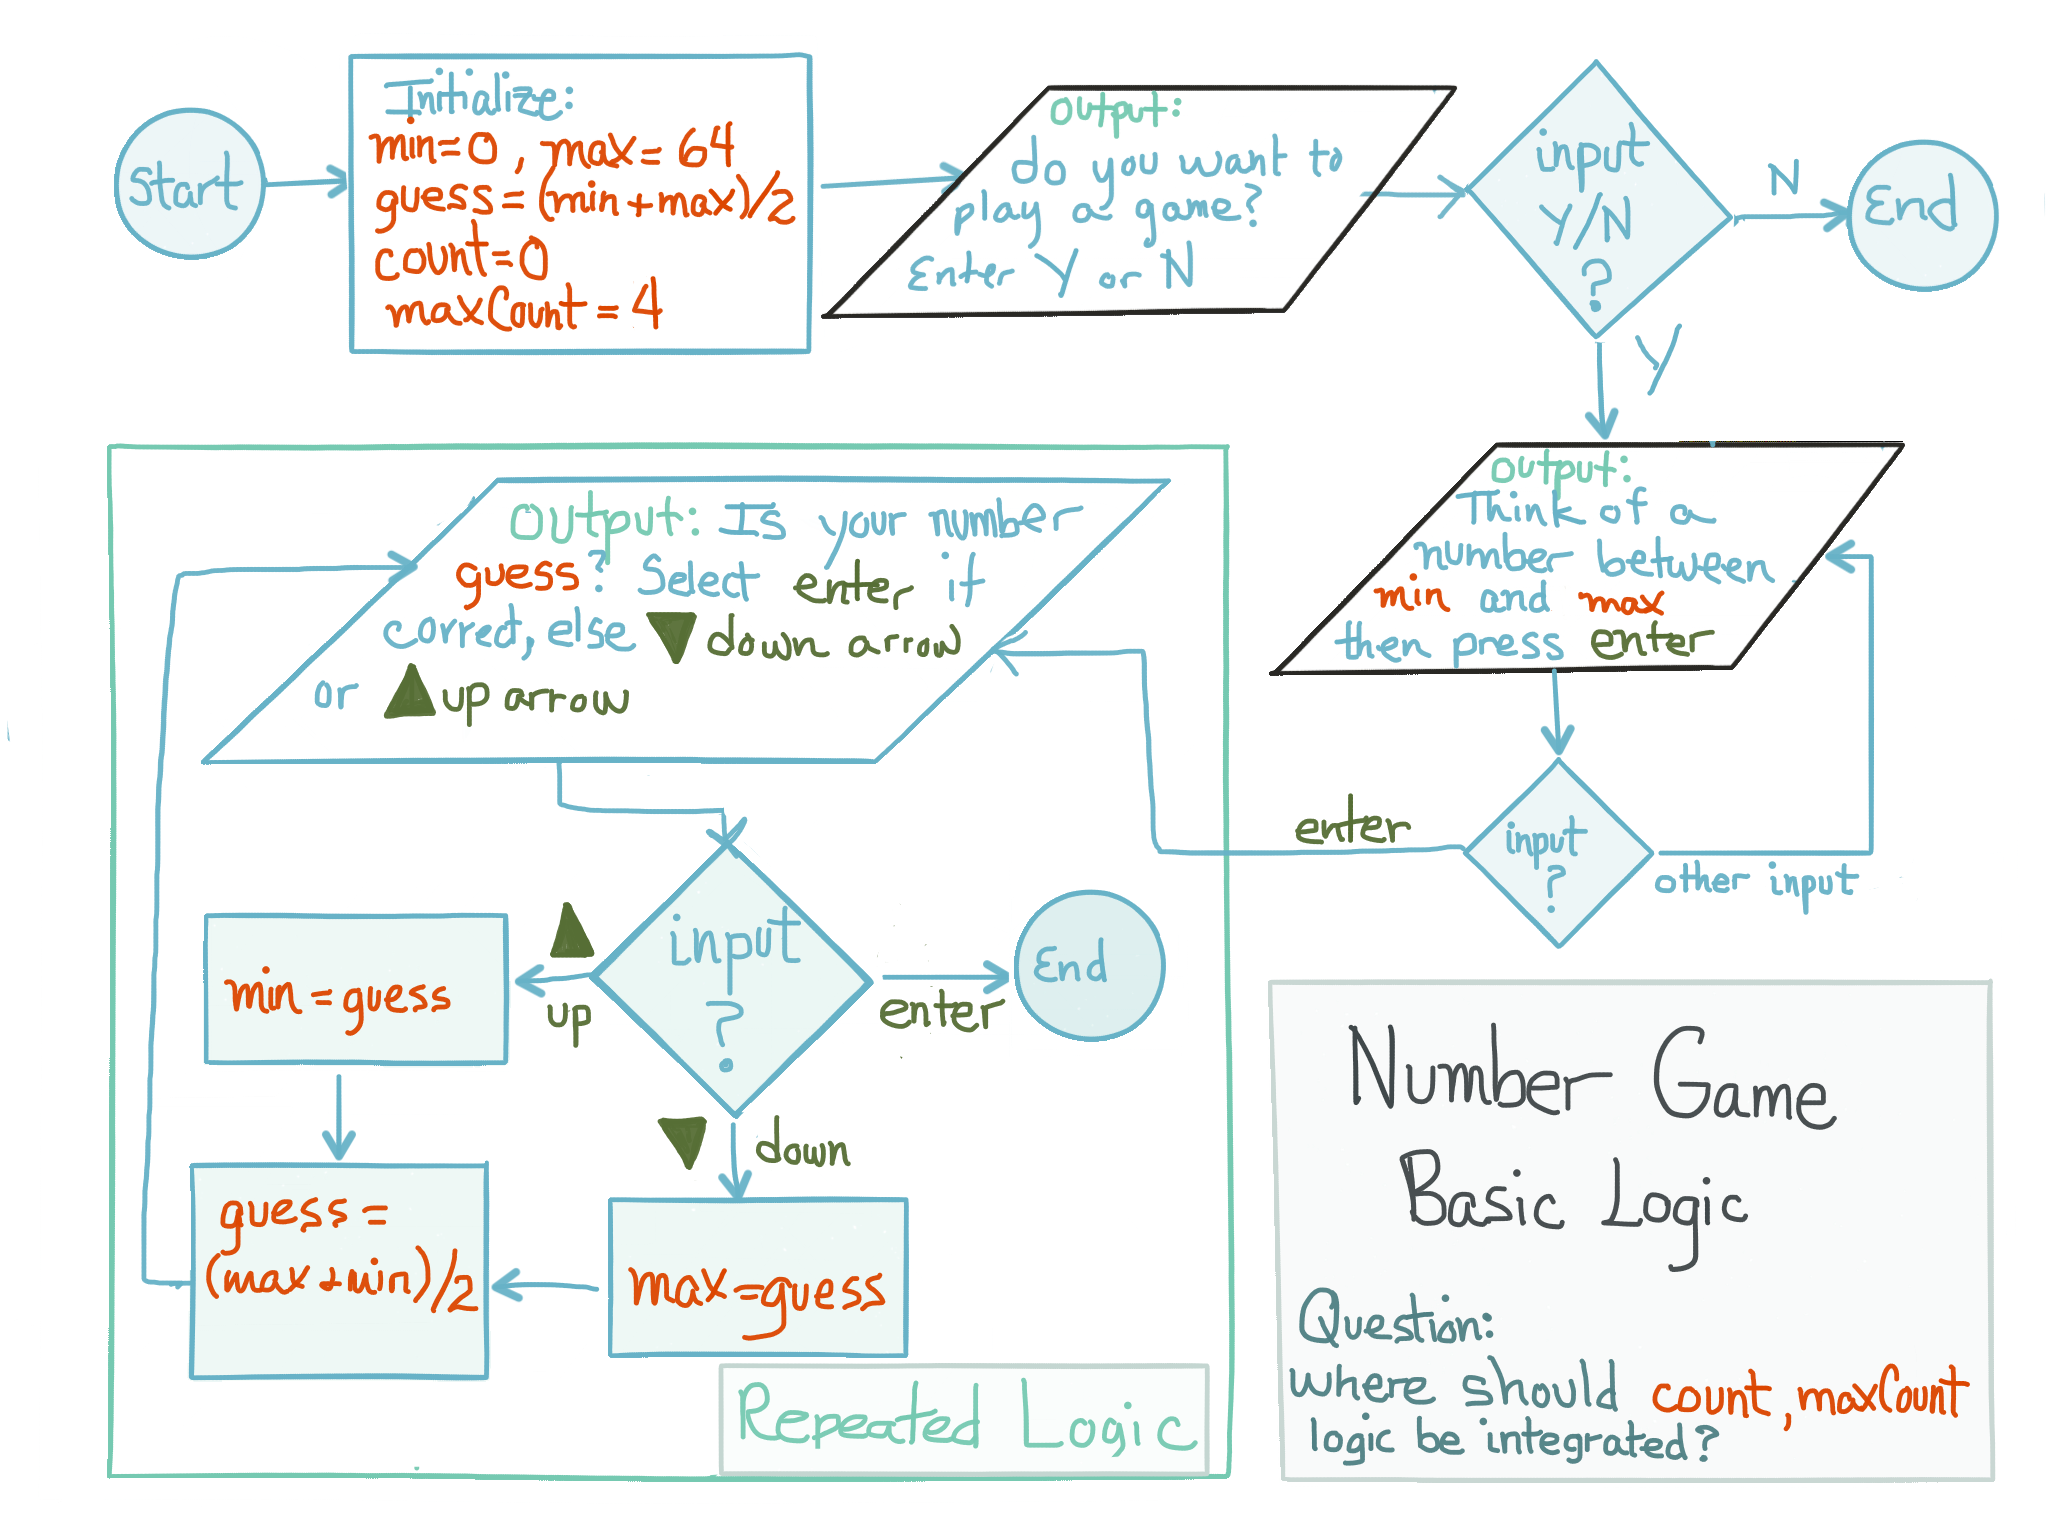 Start
Initialize:
min=0, max=64
guess=(min+max)/2
count=0
maxCount=4
output:
do you want to
play a game?
Enter Y or N
input
Y/N
?
N
End
Y
output:
Think of a
number between
min and max
then press enter
input
?
other input
enter
output: Is your number
guess? Select enter if
correct, else ▼ down arrow
or ▲ up arrow
input
?
▲
up
enter
End
▼ down
min=guess
guess=
(max+min)/2
max=guess
Repeated Logic
Number Game
Basic Logic
Question:
where should count, maxCount
logic be integrated?